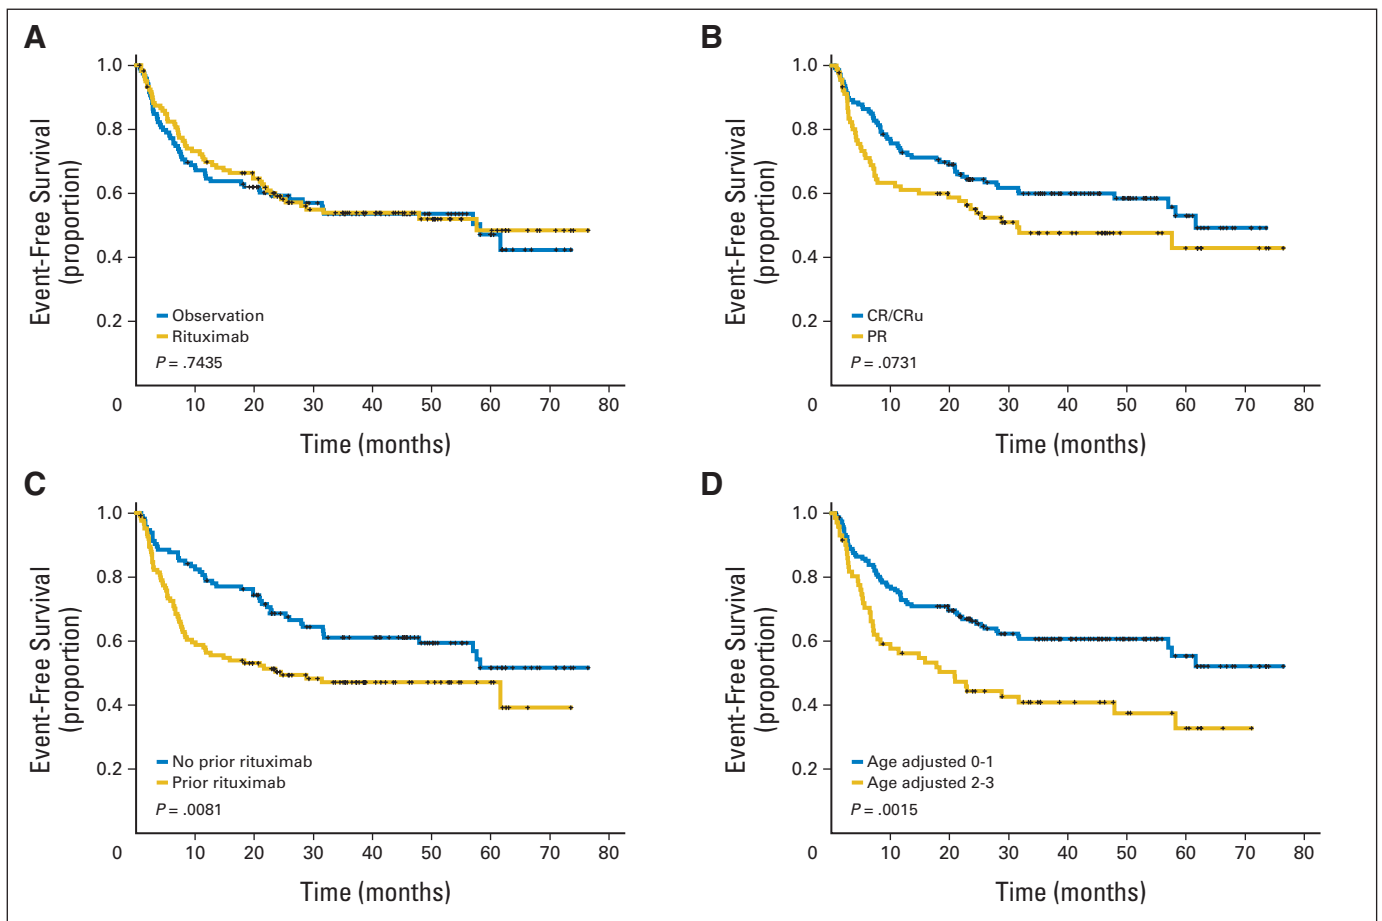 A
Event-Free Survival
(proportion)
1.0
0.8
0.6
0.4
0.2
Observation
Rituximab
P = .7435
0 10 20 30 40 50 60 70 80
Time (months)
B
Event-Free Survival
(proportion)
1.0
0.8
0.6
0.4
0.2
CR/CRu
PR
P = .0731
0 10 20 30 40 50 60 70 80
Time (months)
C
Event-Free Survival
(proportion)
1.0
0.8
0.6
0.4
0.2
No prior rituximab
Prior rituximab
P = .0081
0 10 20 30 40 50 60 70 80
Time (months)
D
Event-Free Survival
(proportion)
1.0
0.8
0.6
0.4
0.2
Age adjusted 0-1
Age adjusted 2-3
P = .0015
0 10 20 30 40 50 60 70 80
Time (months)